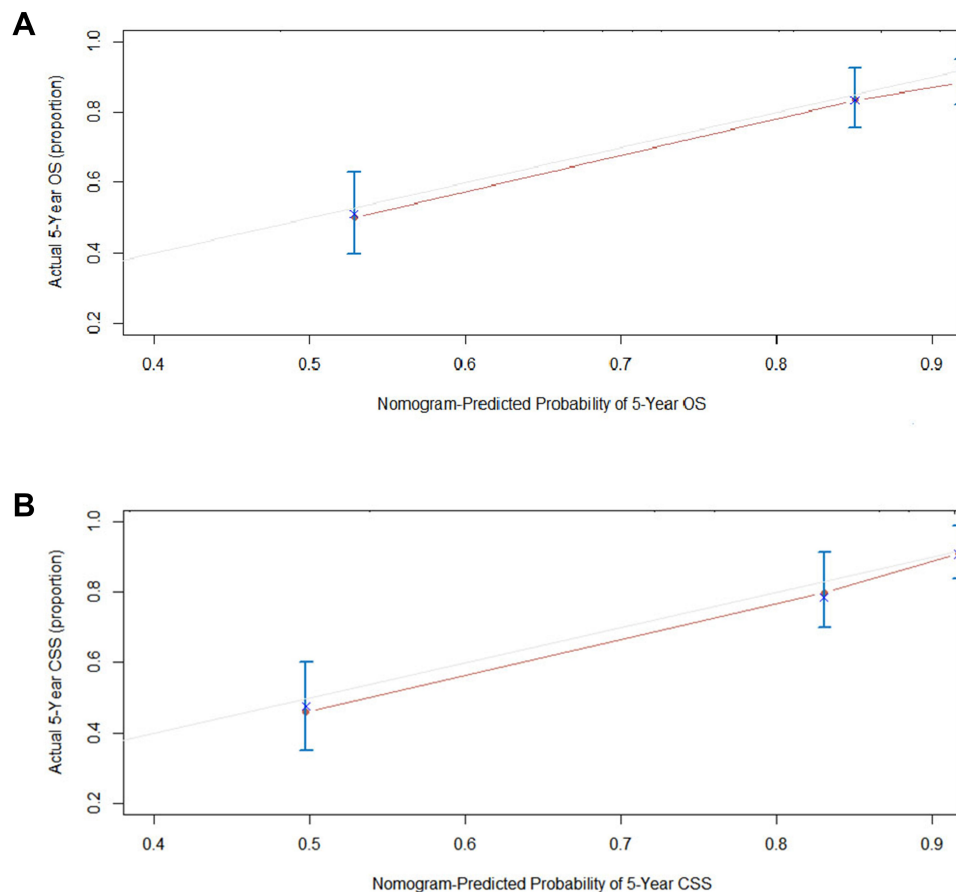 A
Actual 5-Year OS (proportion)
1.0
0.8
0.6
0.4
0.2
0.4 0.5 0.6 0.7 0.8 0.9
Nomogram-Predicted Probability of 5-Year OS
B
Actual 5-Year CSS (proportion)
1.0
0.8
0.6
0.4
0.2
0.4 0.5 0.6 0.7 0.8 0.9
Nomogram-Predicted Probability of 5-Year CSS